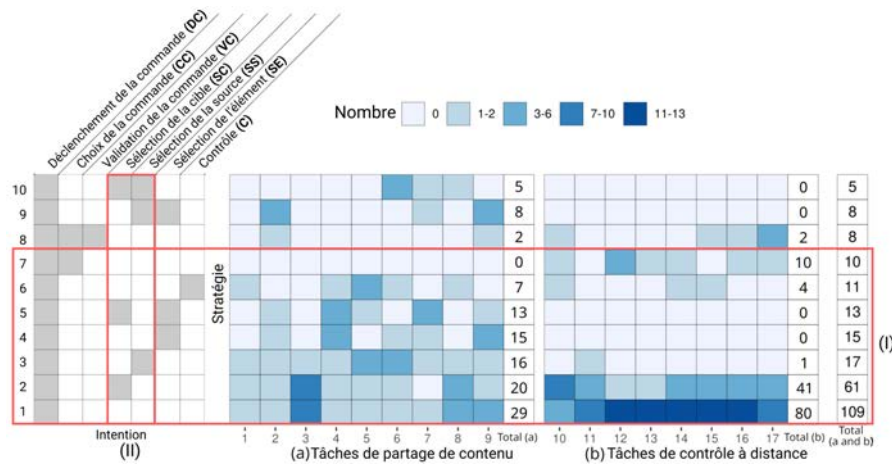 Déclenchement de la commande (DC)
Choix de la commande (CC)
Validation de la commande (VC)
Sélection de la cible (SC)
Sélection de la source (SS)
Sélection de l'élément (SE)
Contrôle (C)
Nombre 0 1-2 3-6 7-10 11-13
Stratégie
10 5 0 5
9 8 0 8
8 2 2 8
7 0 10 10
6 7 4 11
5 13 0 13
4 15 0 15
3 16 1 17
2 20 41 61
1 29 80 109
(I)
Intention
(II)
1 2 3 4 5 6 7 8 9 Total (a) 10 11 12 13 14 15 16 17 Total (b) Total (a and b)
(a) Tâches de partage de contenu (b) Tâches de contrôle à distance